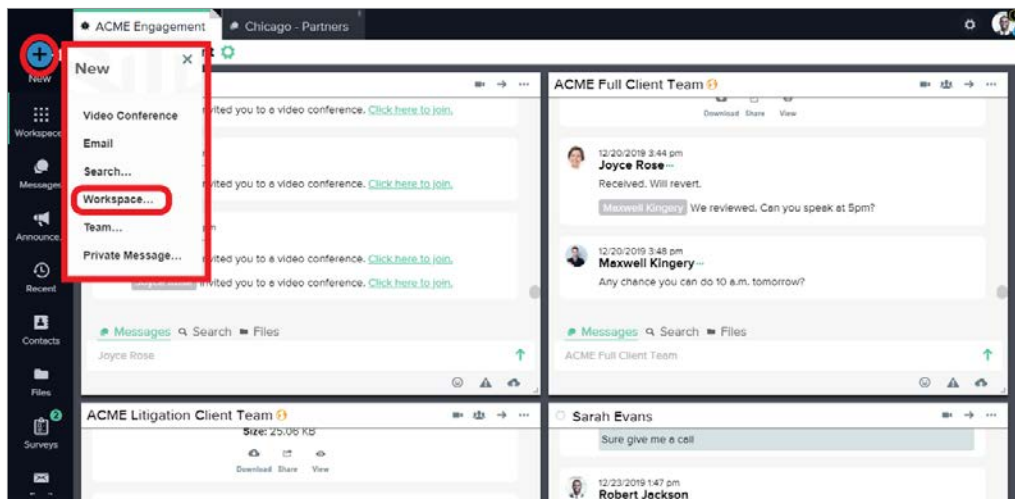 ACME Engagement
Chicago - Partners
New
New
Video Conference
Email
Search...
Workspace...
Team...
Private Message...
Workspace
Messages
Announce.
Recent
Contacts
Files
Surveys
2
invited you to a video conference. Click here to join.
invited you to a video conference. Click here to join.
invited you to a video conference. Click here to join.
invited you to a video conference. Click here to join.
Messages Search Files
Joyce Rose
ACME Full Client Team
Download Share View
12/20/2019 3:44 pm
Joyce Rose
Received. Will revert.
Maxwell Kingery We reviewed. Can you speak at 5pm?
12/20/2019 3:48 pm
Maxwell Kingery
Any chance you can do 10 a.m. tomorrow?
Messages Search Files
ACME Full Client Team
ACME Litigation Client Team
Size: 25.06 KB
Download Share View
Sarah Evans
Sure give me a call
12/23/2019 1:47 pm
Robert Jackson